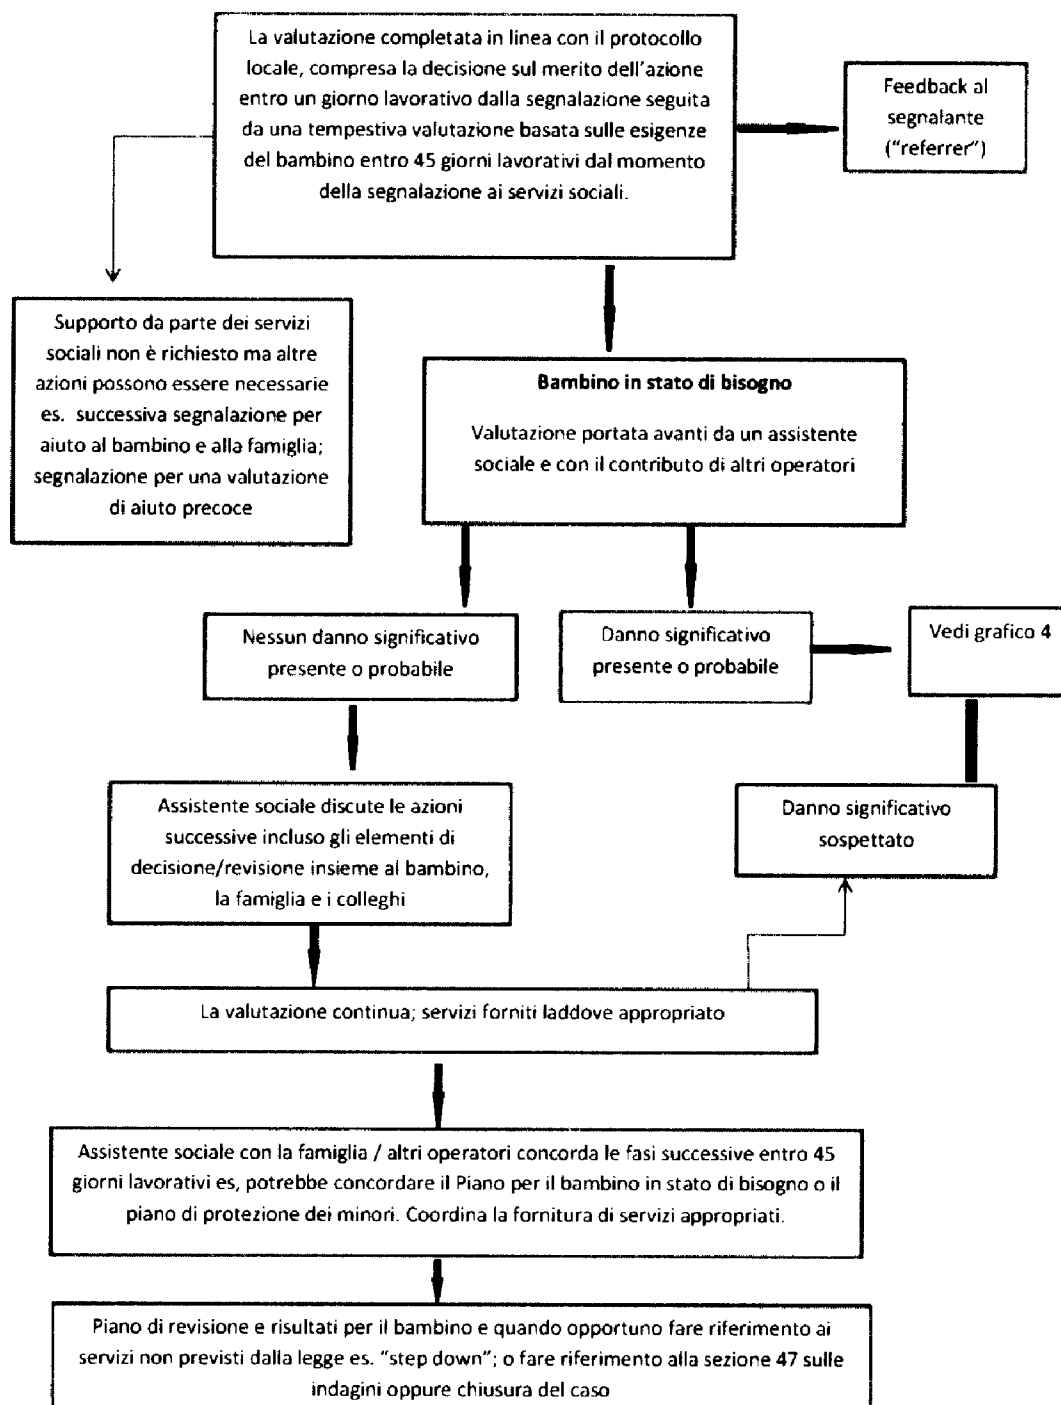 La valutazione completata in linea con il protocollo
locale, compresa la decisione sul merito dell'azione
entro un giorno lavorativo dalla segnalazione seguita
da una tempestiva valutazione basata sulle esigenze
del bambino entro 45 giorni lavorativi dal momento
della segnalazione ai servizi sociali.
Feedback al
segnalante
("referrer")
Supporto da parte dei servizi
sociali non è richiesto ma altre
azioni possono essere necessarie
es. successiva segnalazione per
aiuto al bambino e alla famiglia;
segnalazione per una valutazione
di aiuto precoce
Bambino in stato di bisogno
Valutazione portata avanti da un assistente
sociale e con il contributo di altri operatori
Nessun danno significativo
presente o probabile
Danno significativo
presente o probabile
Vedi grafico 4
Assistente sociale discute le azioni
successive incluso gli elementi di
decisione/revisione insieme al bambino,
la famiglia e i colleghi
Danno significativo
sospettato
La valutazione continua; servizi forniti laddove appropriato
Assistente sociale con la famiglia / altri operatori concorda le fasi successive entro 45
giorni lavorativi es, potrebbe concordare il Piano per il bambino in stato di bisogno o il
piano di protezione dei minori. Coordina la fornitura di servizi appropriati.
Piano di revisione e risultati per il bambino e quando opportuno fare riferimento ai
servizi non previsti dalla legge es. "step down"; o fare riferimento alla sezione 47 sulle
indagini oppure chiusura del caso